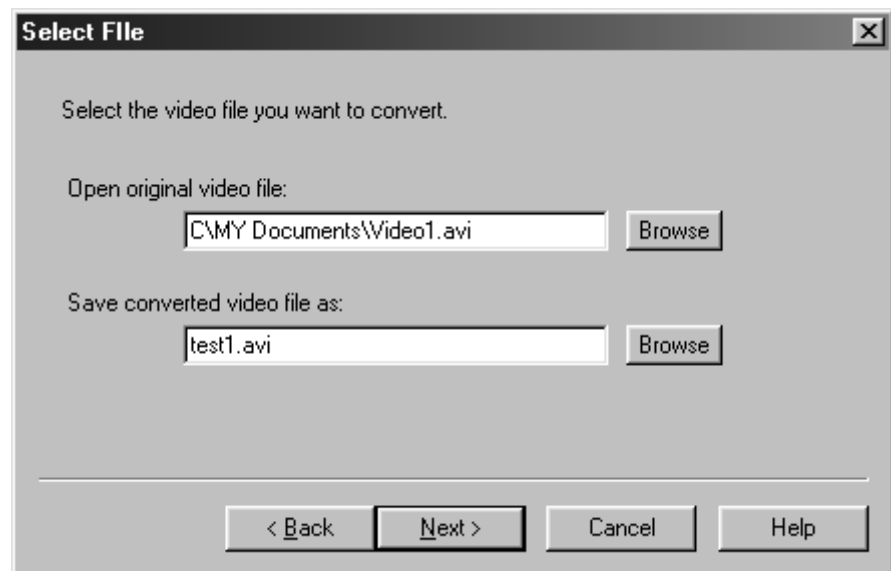 Select FIle
Select the video file you want to convert.
Open original video file:
C\MY Documents\Video1.avi Browse
Save converted video file as:
test1.avi Browse
< Back Next > Cancel Help